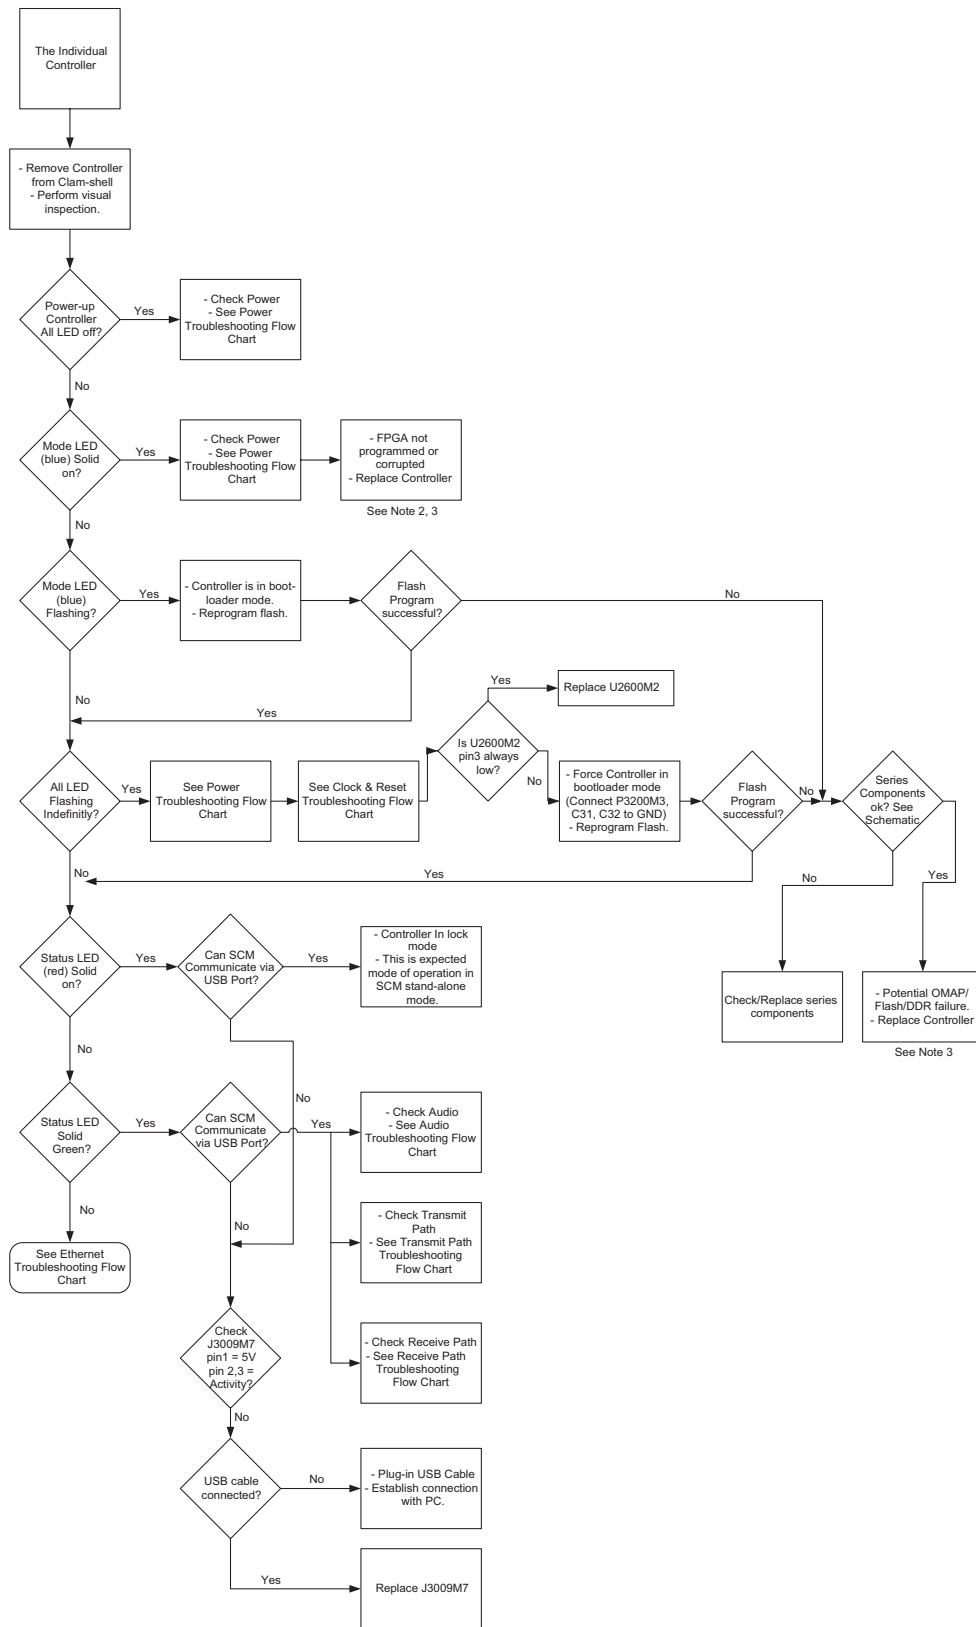 The Individual
Controller
- Remove Controller
from Clam-shell
- Perform visual
inspection.
Power-up
Controller
All LED off?
Yes
- Check Power
- See Power
Troubleshooting Flow
Chart
No
Mode LED
(blue) Solid
on?
Yes
- Check Power
- See Power
Troubleshooting Flow
Chart
- FPGA not
programmed or
corrupted
- Replace Controller
See Note 2, 3
No
Mode LED
(blue)
Flashing?
Yes
- Controller is in boot-
loader mode.
- Reprogram flash.
Flash
Program
successful?
No
No
Yes
Yes
Replace U2600M2
All LED
Flashing
Indefinitly?
Yes
See Power
Troubleshooting Flow
Chart
See Clock & Reset
Troubleshooting Flow
Chart
Is U2600M2
pin3 always
low?
No
- Force Controller in
bootloader mode
(Connect P3200M3,
C31, C32 to GND)
- Reprogram Flash.
Flash
Program
successful?
No
Series
Components
ok? See
Schematic
No
Yes
No
Yes
Status LED
(red) Solid
on?
Yes
Can SCM
Communicate via
USB Port?
Yes
- Controller In lock
mode
- This is expected
mode of operation in
SCM stand-alone
mode.
Check/Replace series
components
- Potential OMAP/
Flash/DDR failure.
- Replace Controller
See Note 3
No
No
Status LED
Solid
Green?
Yes
Can SCM
Communicate
via USB Port?
Yes
- Check Audio
- See Audio
Troubleshooting Flow
Chart
No
No
- Check Transmit
Path
- See Transmit Path
Troubleshooting
Flow Chart
See Ethernet
Troubleshooting Flow
Chart
Check
J3009M7
pin1 = 5V
pin 2,3 =
Activity?
- Check Receive Path
- See Receive Path
Troubleshooting
Flow Chart
No
USB cable
connected?
No
- Plug-in USB Cable
- Establish connection
with PC.
Yes
Replace J3009M7